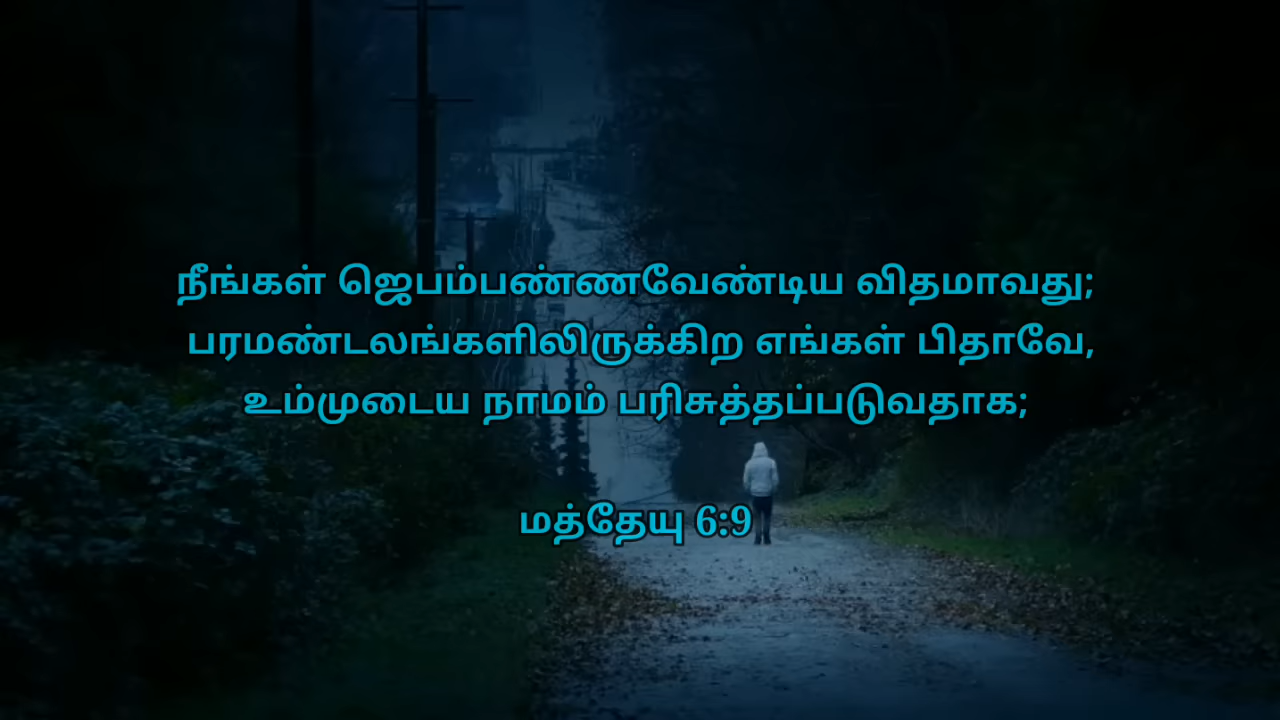 நீங்கள் ஜெபம்பண்ணவேண்டிய விதமாவது;
பரமண்டலங்களிலிருக்கிற எங்கள் பிதாவே,
உம்முடைய நாமம் பரிசுத்தப்படுவதாக;
மத்தேயு 6:9